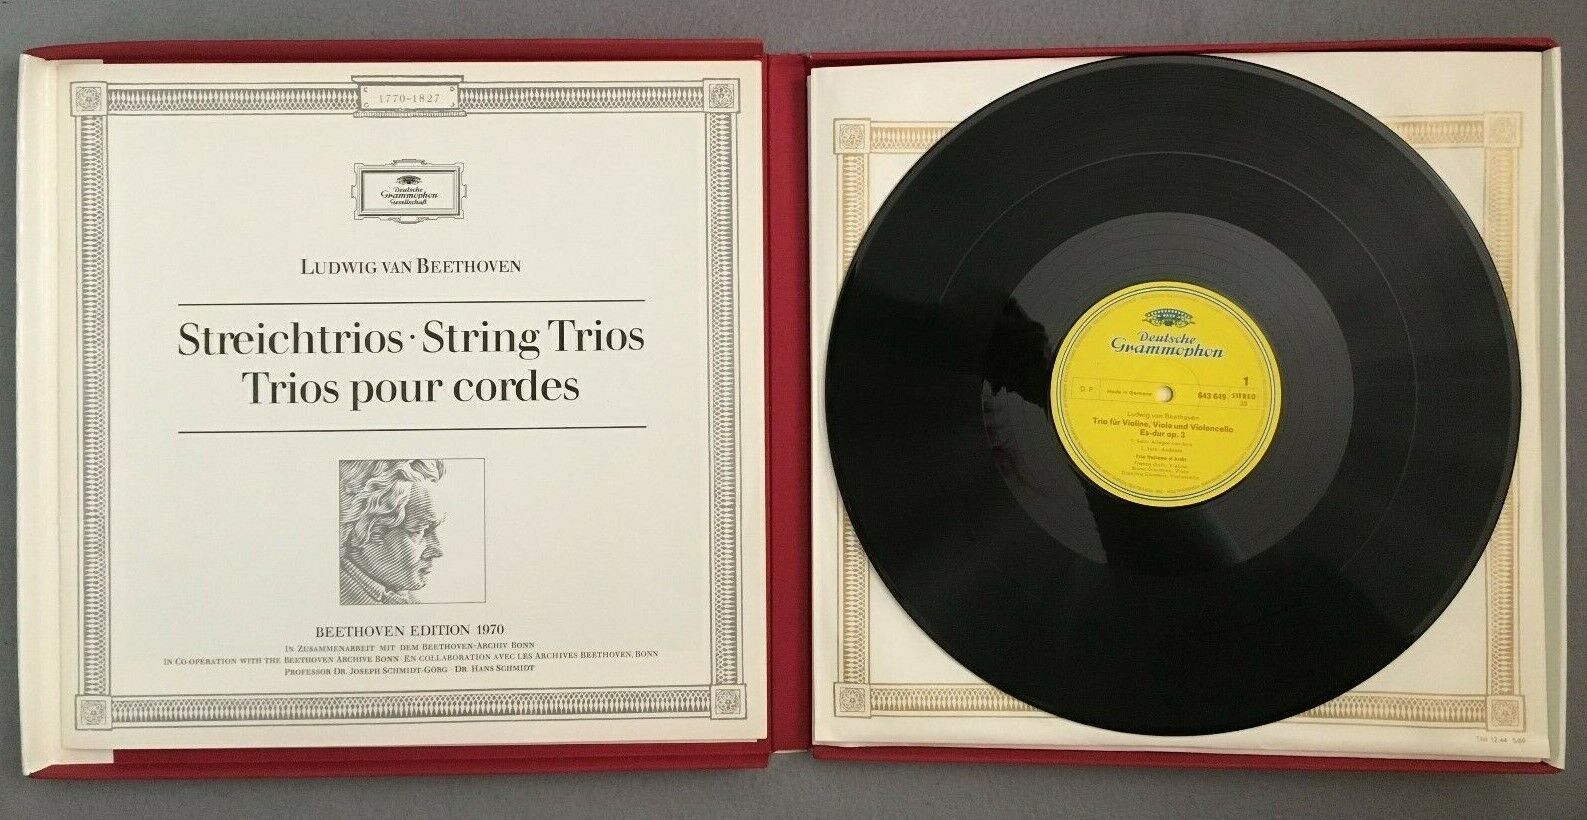 1770-1827
Deutsche
Grammophon
Gesellschaft
LUDWIG VAN BEETHOVEN
Streichtrios · String Trios
Trios pour cordes
BEETHOVEN EDITION 1970
IN ZUSAMMENARBEIT MIT DEM BEETHOVEN-ARCHIV BONN
IN CO-OPERATION WITH THE BEETHOVEN ARCHIVE BONN · EN COLLABORATION AVEC LES ARCHIVES BEETHOVEN, BONN
PROFESSOR DR. JOSEPH SCHMIDT-GÖRG · DR. HANS SCHMIDT
Deutsche
Grammophon
1
D.P. Made in Germany 643 649 STEREO
33
Ludwig van Beethoven
Trio für Violine, Viola und Violoncello
Es-dur op. 3